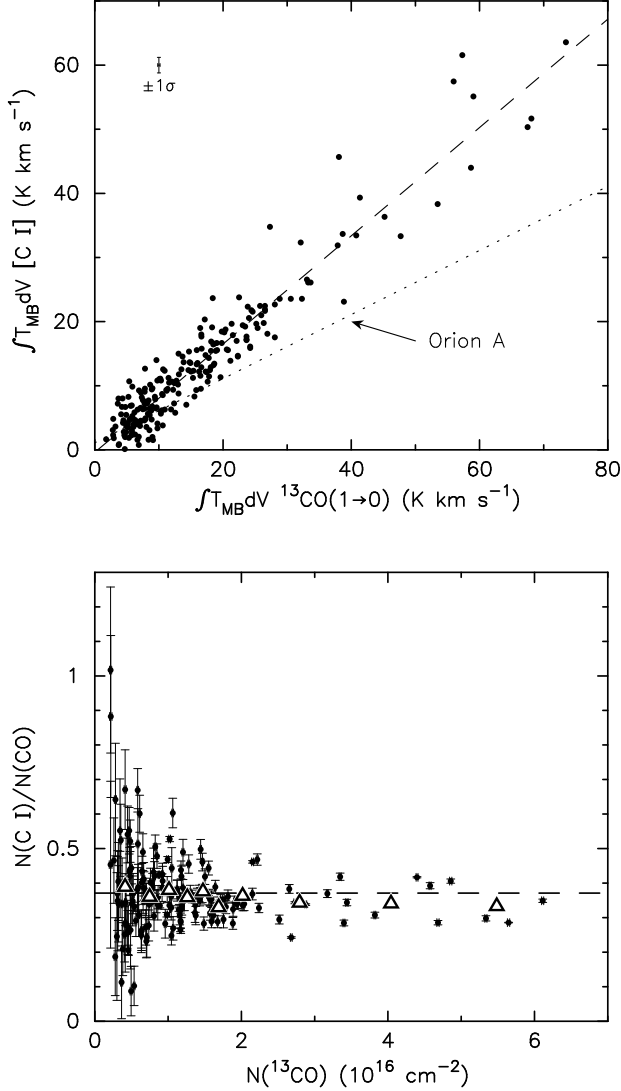 60
±1σ
40
∫T_MB dV [C I] (K km s⁻¹)
20
Orion A
0
0 20 40 60 80
∫T_MB dV ¹³CO(1→0) (K km s⁻¹)
1
N(C I)/N(CO)
0.5
0
0 2 4 6
N(¹³CO) (10¹⁶ cm⁻²)